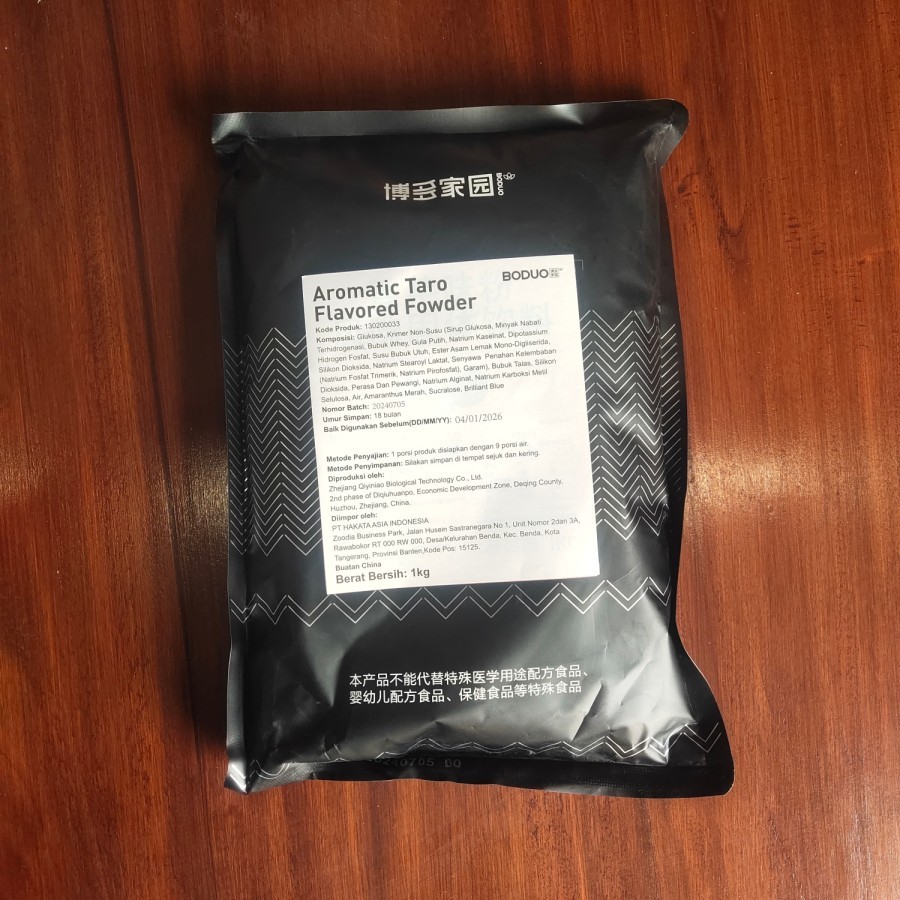 博多家园 BODUO
BODUO
Aromatic Taro
Flavored Fowder
Kode Produk: 130200033
Komposisi: Glukosa, Krimer Non-Susu (Sirup Glukosa, Minyak Nabati
Terhidrogenasi, Bubuk Whey, Gula Putih, Natrium Kaseinat, Dipotassium
Hidrogen Fosfat, Susu Bubuk Utuh, Ester Asam Lemak Mono-Digliserida,
Silikon Dioksida, Natrium Stearoyl Laktat, Senyawa Penahan Kelembaban
(Natrium Fosfat Trimerik, Natrium Pirofosfat), Garam), Bubuk Talas, Silikon
Dioksida, Perasa Dan Pewangi, Natrium Alginat, Natrium Karboksi Metil
Selulosa, Air, Amaranthus Merah, Sucralose, Brilliant Blue
Nomor Batch: 20240705
Umur Simpan: 18 bulan
Baik Digunakan Sebelum(DD/MM/YY): 04/01/2026
Metode Penyajian: 1 porsi produk disiapkan dengan 9 porsi air.
Metode Penyimpanan: Silakan simpan di tempat sejuk dan kering.
Diproduksi oleh:
Zhejiang Qiyiniao Biological Technology Co., Ltd.
2nd phase of Diqiuhuanpo, Economic Development Zone, Deqing County,
Huzhou, Zhejiang, China.
Diimpor oleh:
PT HAKATA ASIA INDONESIA
Zoodia Business Park, Jalan Husein Sastranegara No 1, Unit Nomor 2dan 3A,
Rawabokor RT 000 RW 000, Desa/Kelurahan Benda, Kec. Benda, Kota
Tangerang, Provinsi Banten,Kode Pos: 15125.
Buatan China
Berat Bersih: 1kg
本产品不能代替特殊医学用途配方食品、
婴幼儿配方食品、保健食品等特殊食品
20240705